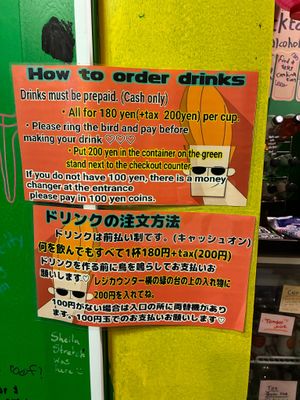 How to order drinks
Drinks must be prepaid. (Cash only)
・All for 180 yen(+tax 200yen) per cup.
・Please ring the bird and pay before
making your drink ♡♡♡
・Put 200 yen in the container on the green
stand next to the checkout counter
If you do not have 100 yen, there is a money
changer at the entrance
please pay in 100 yen coins.
ドリンクの注文方法
ドリンクは前払い制です。(キャッシュオン)
何を飲んでもすべて1杯180円+tax(200円)
ドリンクを作る前に鳥を鳴らしてお支払いお
願いします♡
レジカウンター横の緑の台の上の入れ物に
200円を入れてね。
100円がない場合は入口の所に両替機があり
ます。100円玉でのお支払いお願いします♡
Sheila
Stretch
was
here